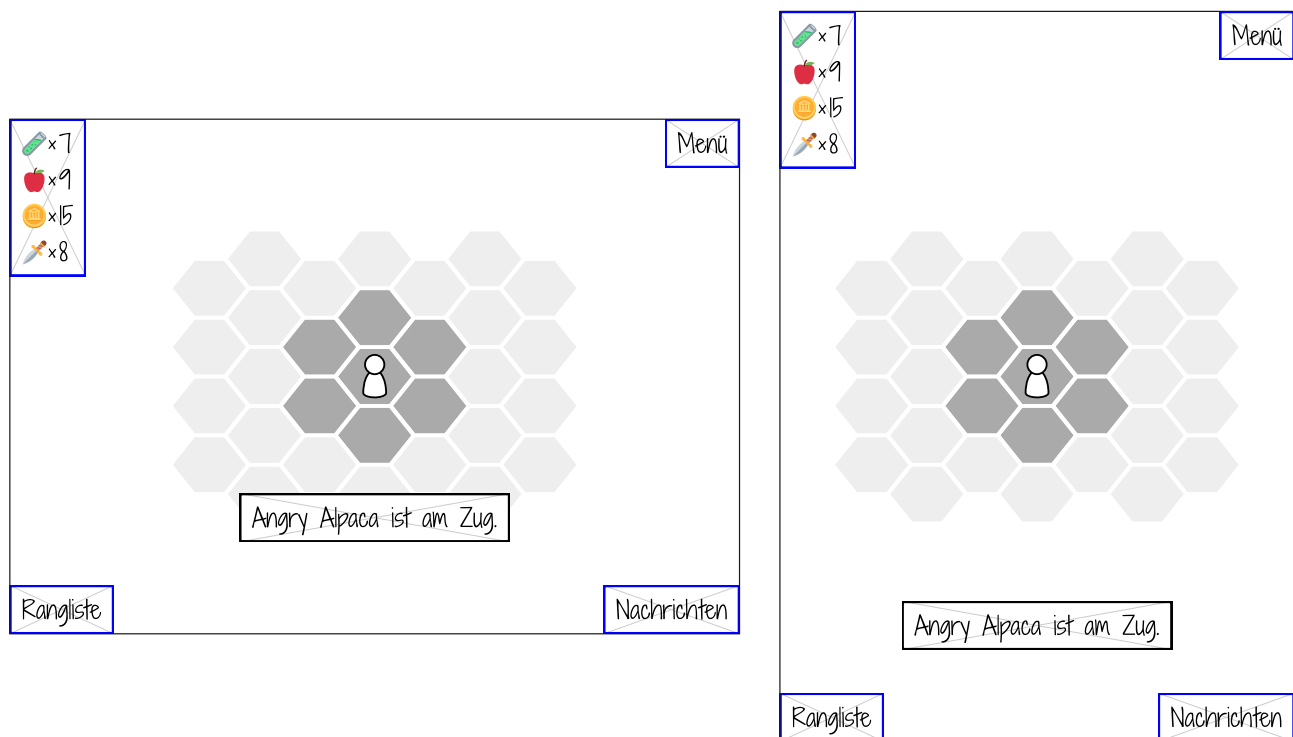 ×7
×9
×15
×8
Menü
Angry Alpaca ist am Zug.
Rangliste
Nachrichten
×7
×9
×15
×8
Menü
Angry Alpaca ist am Zug.
Rangliste
Nachrichten